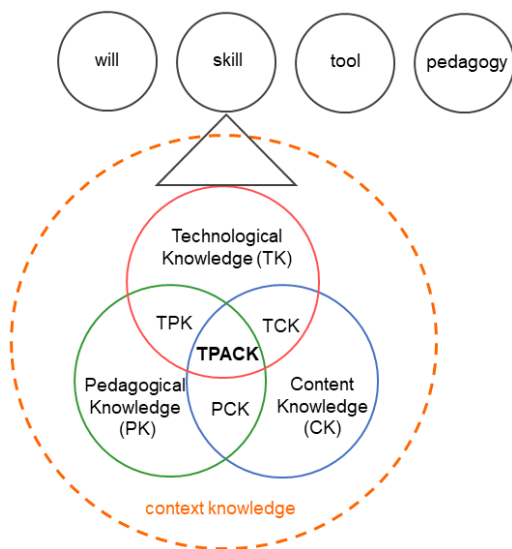 will
skill
tool
pedagogy
Technological
Knowledge (TK)
TPK
TCK
TPACK
Pedagogical
Knowledge
(PK)
PCK
Content
Knowledge
(CK)
context knowledge